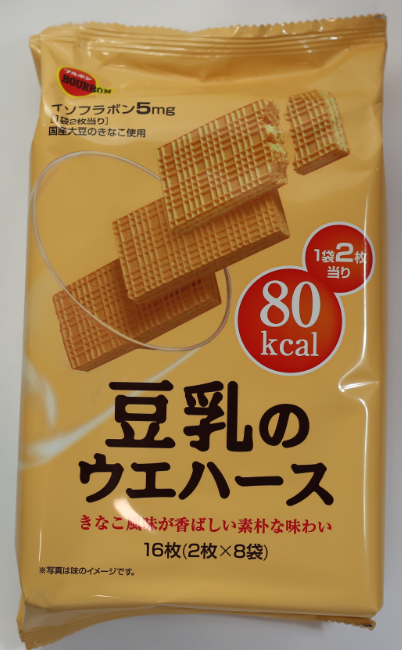 ブルボン
BOURBON
イソフラボン5mg
[1袋2枚当り]
国産大豆のきなこ使用
1袋2枚
当り
80
kcal
豆乳の
ウエハース
きなこ風味が香ばしい素朴な味わい
16枚(2枚×8袋)
※写真は味のイメージです。